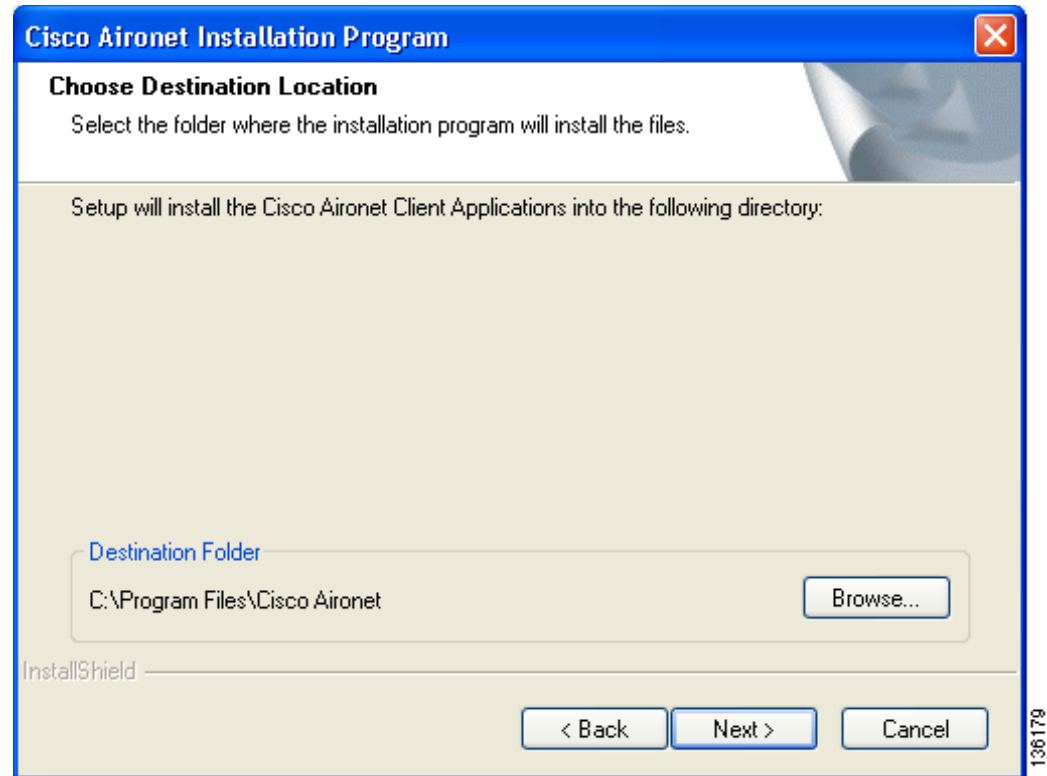 Cisco Aironet Installation Program
Choose Destination Location
Select the folder where the installation program will install the files.
Setup will install the Cisco Aironet Client Applications into the following directory:
Destination Folder
C:\Program Files\Cisco Aironet
Browse...
InstallShield
< Back
Next >
Cancel
136179